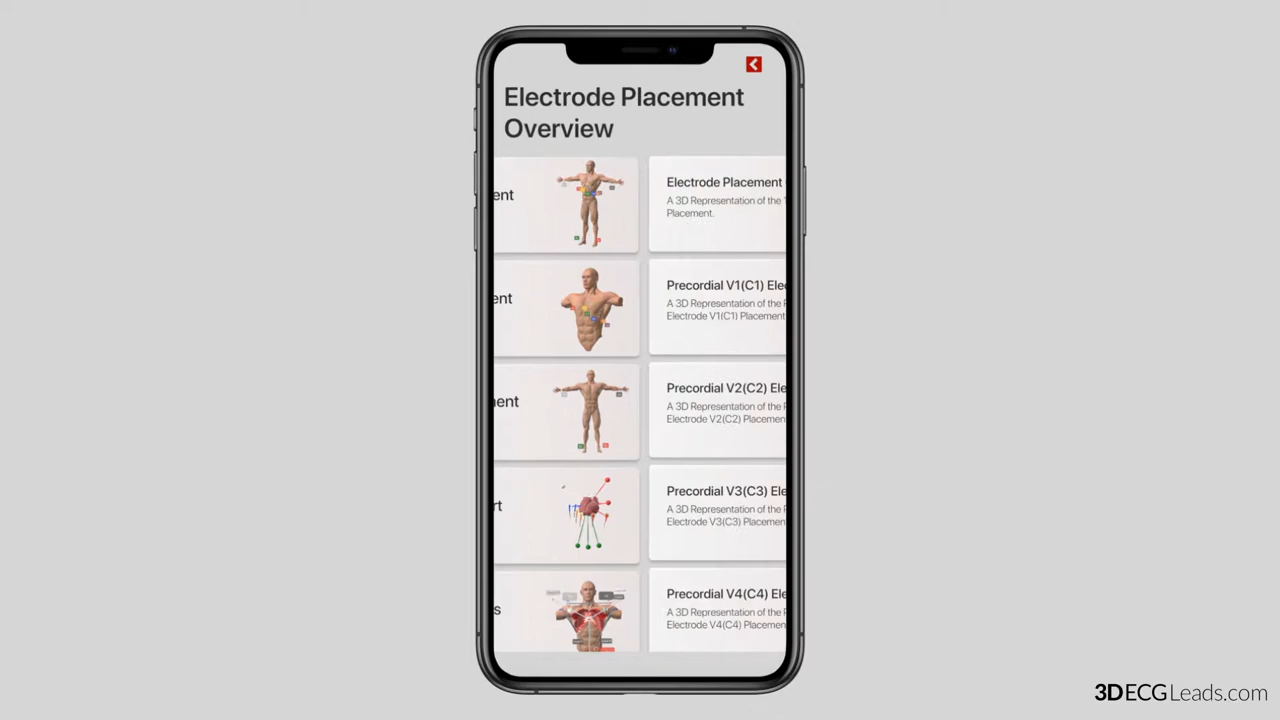 Electrode Placement
Overview
ent
Electrode Placement
A 3D Representation of the
Placement.
ent
Precordial V1(C1) Ele
A 3D Representation of the
Electrode V1(C1) Placement
ent
Precordial V2(C2) Ele
A 3D Representation of the
Electrode V2(C2) Placement
rt
Precordial V3(C3) Ele
A 3D Representation of the
Electrode V3(C3) Placemen
s
Precordial V4(C4) Ele
A 3D Representation of the
Electrode V4(C4) Placemen
3DECGLeads.com